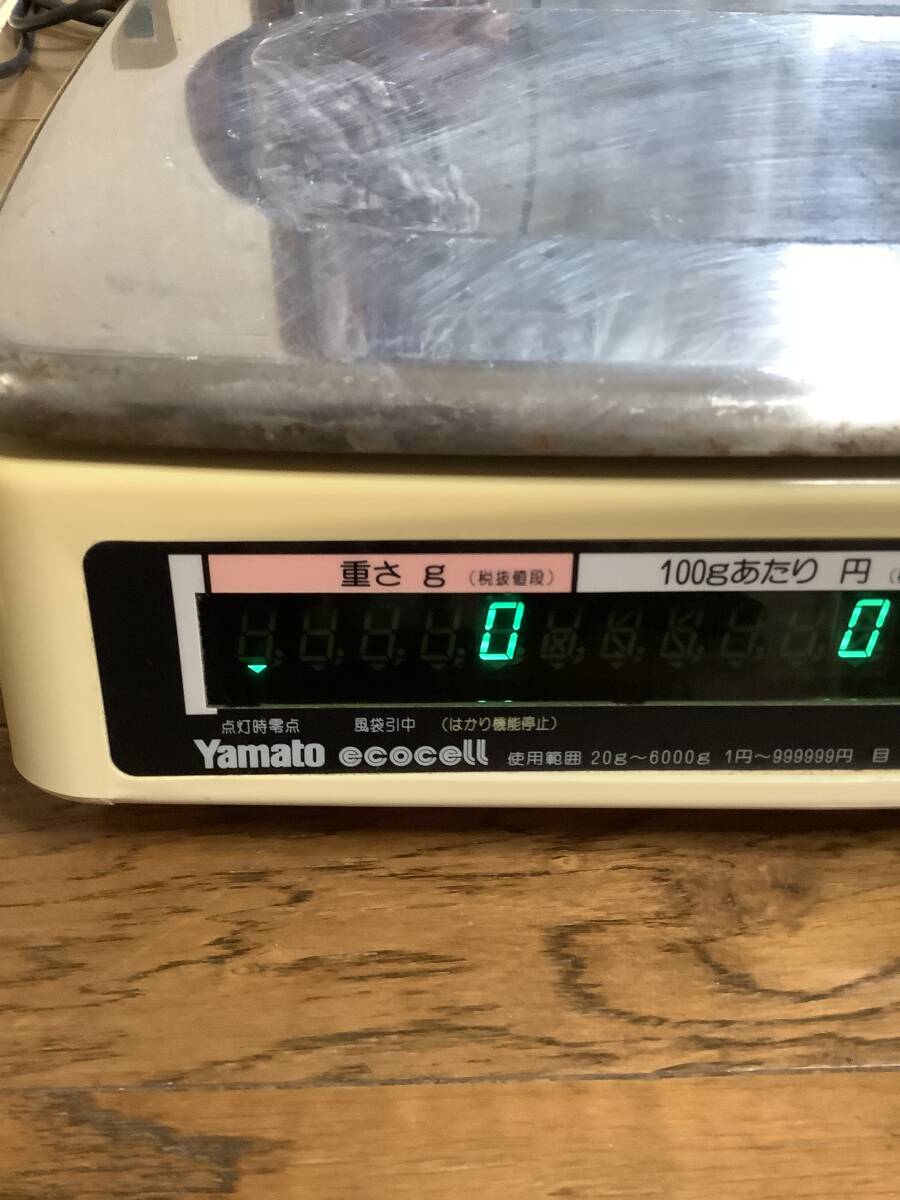 重さ g (税抜値段) 100gあたり 円 (
0 0
点灯時零点 風袋引中 (はかり機能停止)
Yamato ecocell 使用範囲 20g～6000g 1円～999999円 目